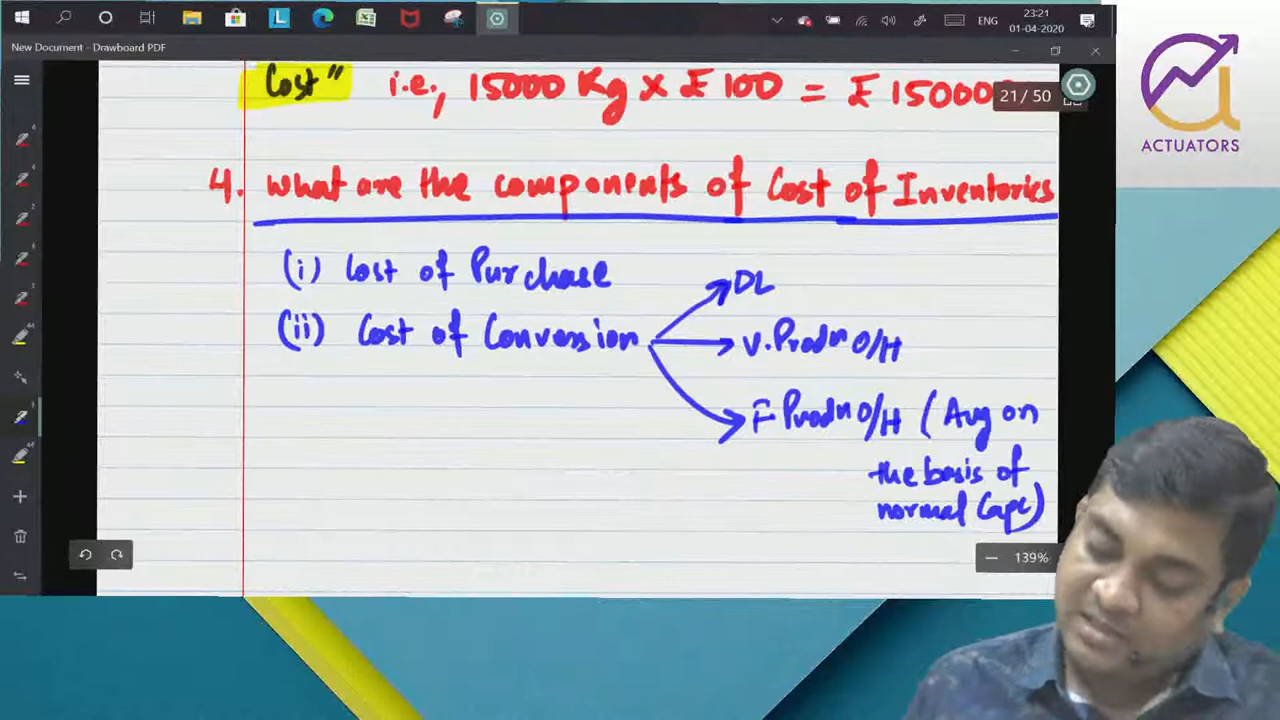 23:21
ENG
01-04-2020
New Document - Drawboard PDF
Cost" i.e., 15000 Kg x £ 100 = £ 15000
21 / 50
ACTUATORS
4. What are the components of Cost of Inventories
(i) Cost of Purchase
DL
(ii) Cost of Conversion
V. Prodn O/H
F Prodn O/H (Avg on
the basis of
normal Cape)
139%